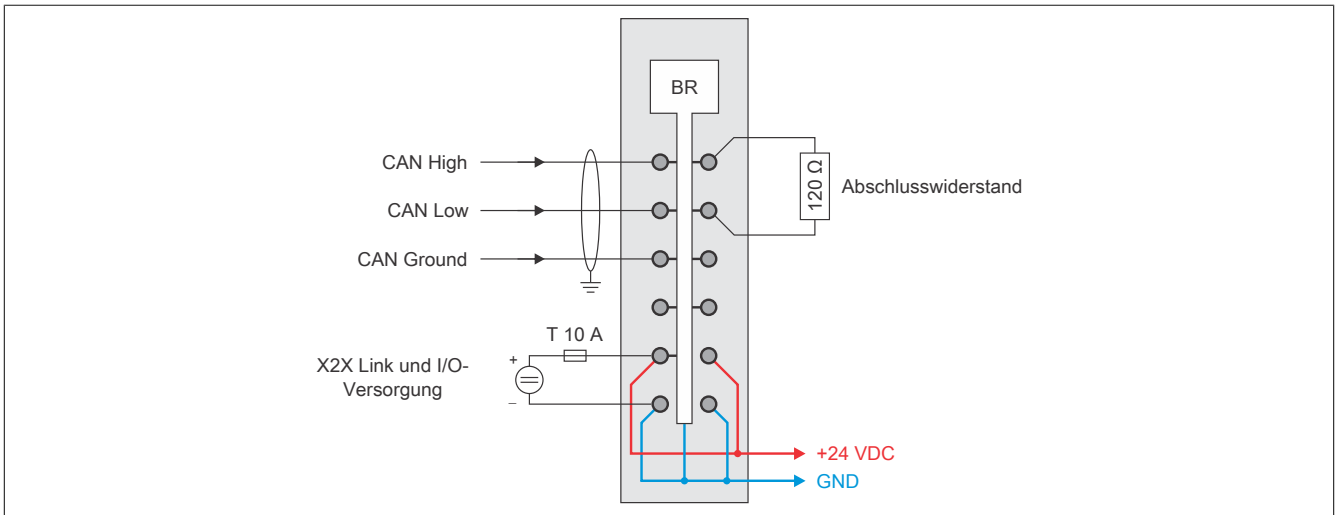 BR
CAN High
CAN Low
CAN Ground
120 Ω
Abschlusswiderstand
T 10 A
+
X2X Link und I/O-
Versorgung
–
+24 VDC
GND